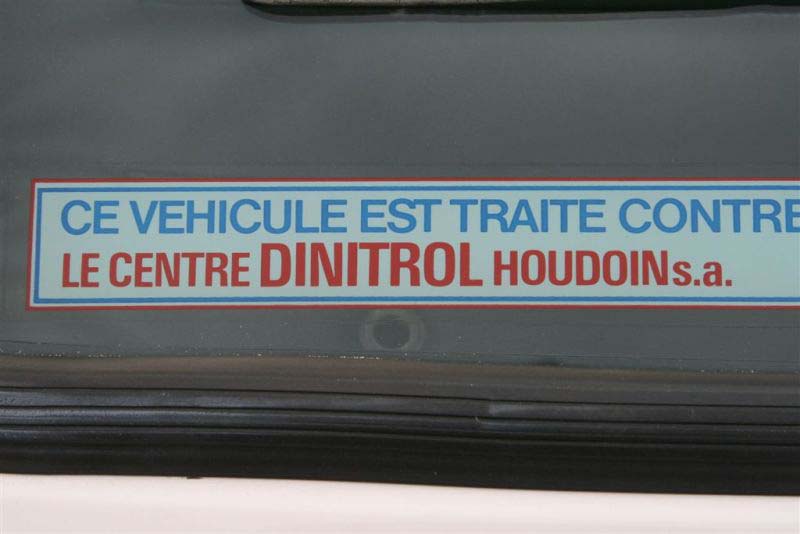 CE VEHICULE EST TRAITE CONTRE
LE CENTRE DINITROL HOUDOIN s.a.